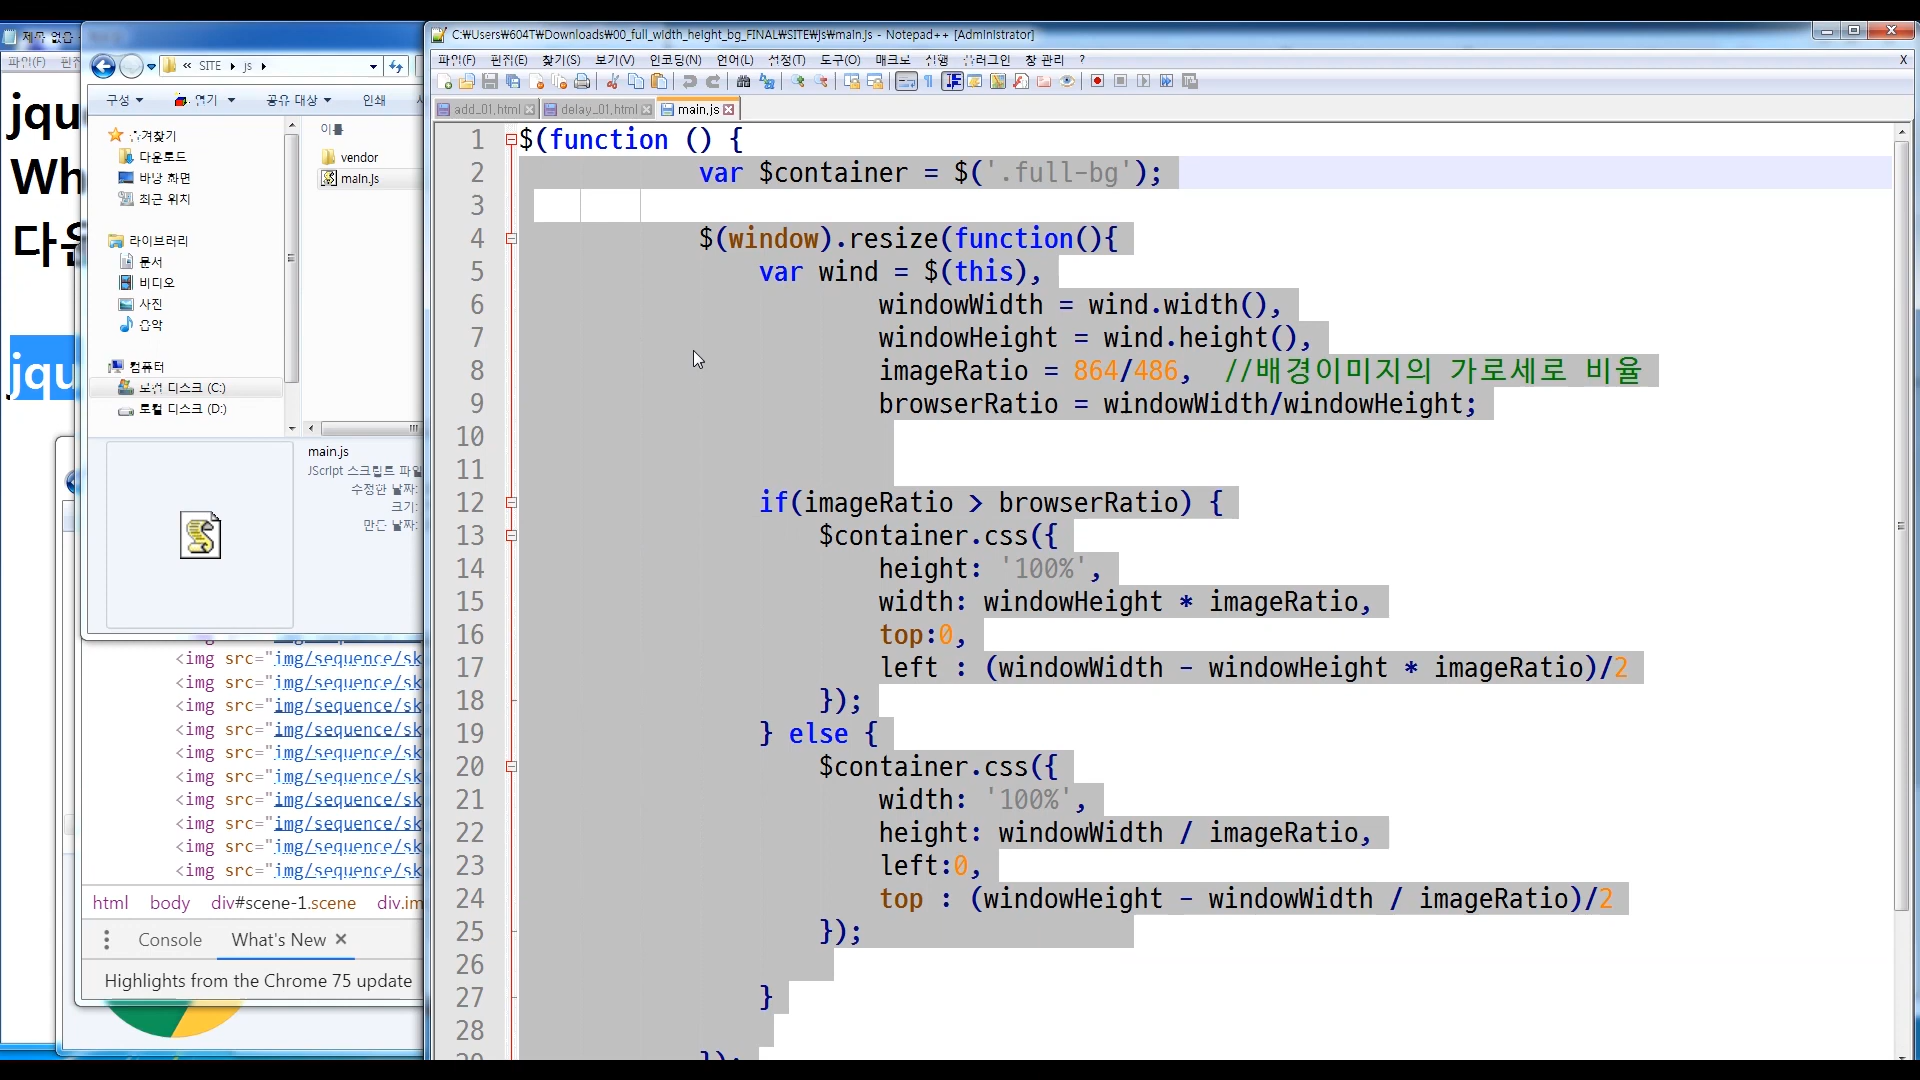 C:₩Users₩604T₩Downloads₩00_full_width_height_bg_FINAL₩SITE₩js₩main.js - Notepad++ [Administrator]
파일(F) 편집(E) 찾기(S) 보기(V) 인코딩(N) 언어(L) 설정(T) 도구(O) 매크로 실행 플러그인 창 관리 ? X
add_01.html delay_01.html main.js
1 $(function () {
2 var $container = $('.full-bg');
3
4 $(window).resize(function(){
5 var wind = $(this),
6 windowWidth = wind.width(),
7 windowHeight = wind.height(),
8 imageRatio = 864/486, //배경이미지의 가로세로 비율
9 browserRatio = windowWidth/windowHeight;
10
11
12 if(imageRatio > browserRatio) {
13 $container.css({
14 height: '100%',
15 width: windowHeight * imageRatio,
16 top:0,
17 left : (windowWidth - windowHeight * imageRatio)/2
18 });
19 } else {
20 $container.css({
21 width: '100%',
22 height: windowWidth / imageRatio,
23 left:0,
24 top : (windowHeight - windowWidth / imageRatio)/2
25 });
26
27 }
28
29 });
제목 없음
파일(F) 편
jqu
Wh
다운
jqu
« SITE ▸ js ▸
구성 열기 공유 대상 인쇄
즐겨찾기
다운로드
바탕 화면
최근 위치
라이브러리
문서
비디오
사진
음악
컴퓨터
로컬 디스크 (C:)
로컬 디스크 (D:)
이름
vendor
main.js
main.js
JScript 스크립트 파일
수정한 날짜:
크기:
만든 날짜:
<img src="img/sequence/sk
<img src="img/sequence/sk
<img src="img/sequence/sk
<img src="img/sequence/sk
<img src="img/sequence/sk
<img src="img/sequence/sk
<img src="img/sequence/sk
<img src="img/sequence/sk
<img src="img/sequence/sk
<img src="img/sequence/sk
html body div#scene-1.scene div.im
Console What's New ×
Highlights from the Chrome 75 update